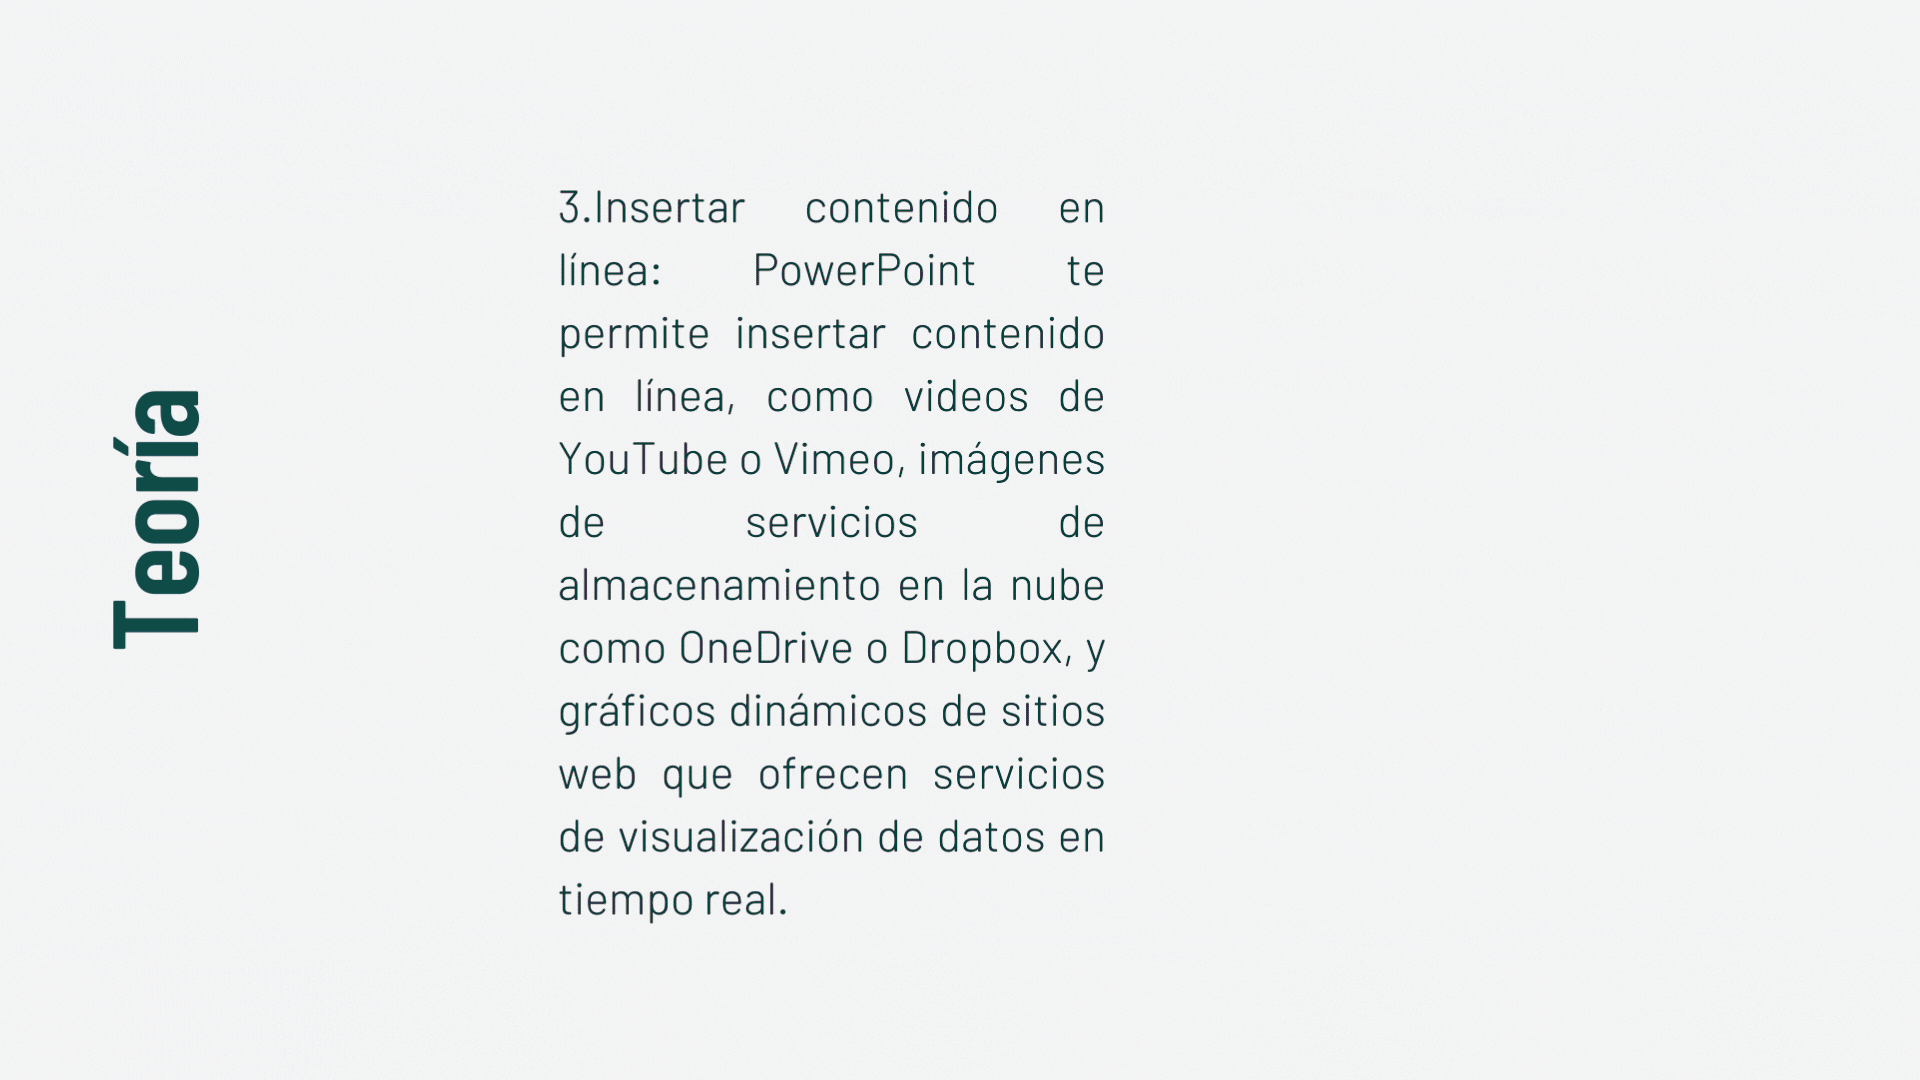 Teoría
3.Insertar contenido en
línea: PowerPoint te
permite insertar contenido
en línea, como videos de
YouTube o Vimeo, imágenes
de servicios de
almacenamiento en la nube
como OneDrive o Dropbox, y
gráficos dinámicos de sitios
web que ofrecen servicios
de visualización de datos en
tiempo real.